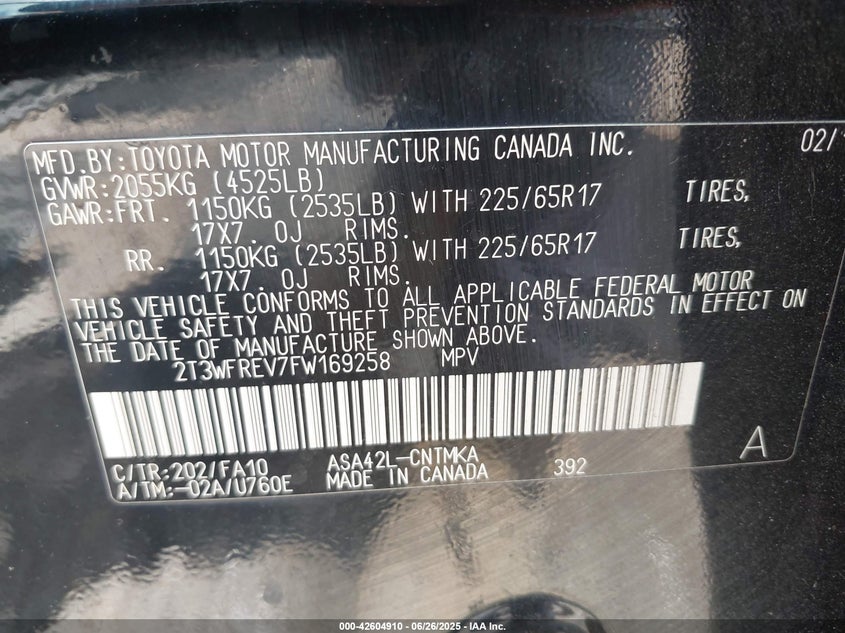 MFD.BY:TOYOTA MOTOR MANUFACTURING CANADA INC. 02/
GVWR:2055KG (4525LB)
GAWR:FRT. 1150KG (2535LB) WITH 225/65R17 TIRES,
17X7. 0J RIMS.
RR. 1150KG (2535LB) WITH 225/65R17 TIRES,
17X7. 0J RIMS.
THIS VEHICLE CONFORMS TO ALL APPLICABLE FEDERAL MOTOR
VEHICLE SAFETY AND THEFT PREVENTION STANDARDS IN EFFECT ON
THE DATE OF MANUFACTURE SHOWN ABOVE.
2T3WFREV7FW169258 MPV
A
C/TR:202/FA10 ASA42L-CNTMKA 392
A/TM:-02A/U760E MADE IN CANADA
000-42604910 | 06/26/2025 - IAA Inc.